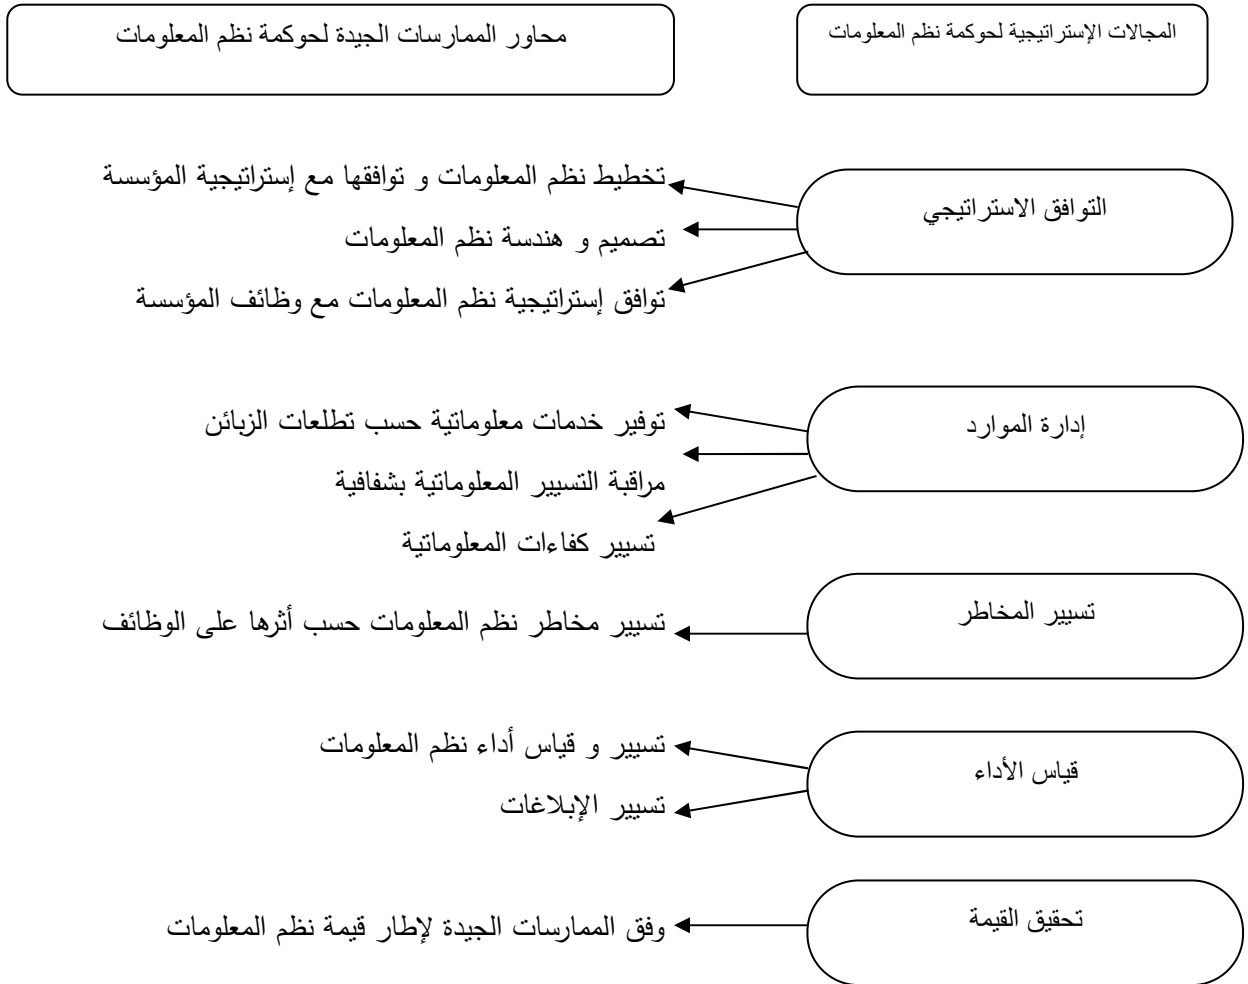 المجالات الإستراتيجية لحوكمة نظم المعلومات
محاور الممارسات الجيدة لحوكمة نظم المعلومات
التوافق الاستراتيجي
تخطيط نظم المعلومات و توافقها مع إستراتيجية المؤسسة
تصميم و هندسة نظم المعلومات
توافق إستراتيجية نظم المعلومات مع وظائف المؤسسة
إدارة الموارد
توفير خدمات معلوماتية حسب تطلعات الزبائن
مراقبة التسيير المعلوماتية بشفافية
تسيير كفاءات المعلوماتية
تسيير المخاطر
تسيير مخاطر نظم المعلومات حسب أثرها على الوظائف
قياس الأداء
تسيير و قياس أداء نظم المعلومات
تسيير الإبلاغات
تحقيق القيمة
وفق الممارسات الجيدة لإطار قيمة نظم المعلومات